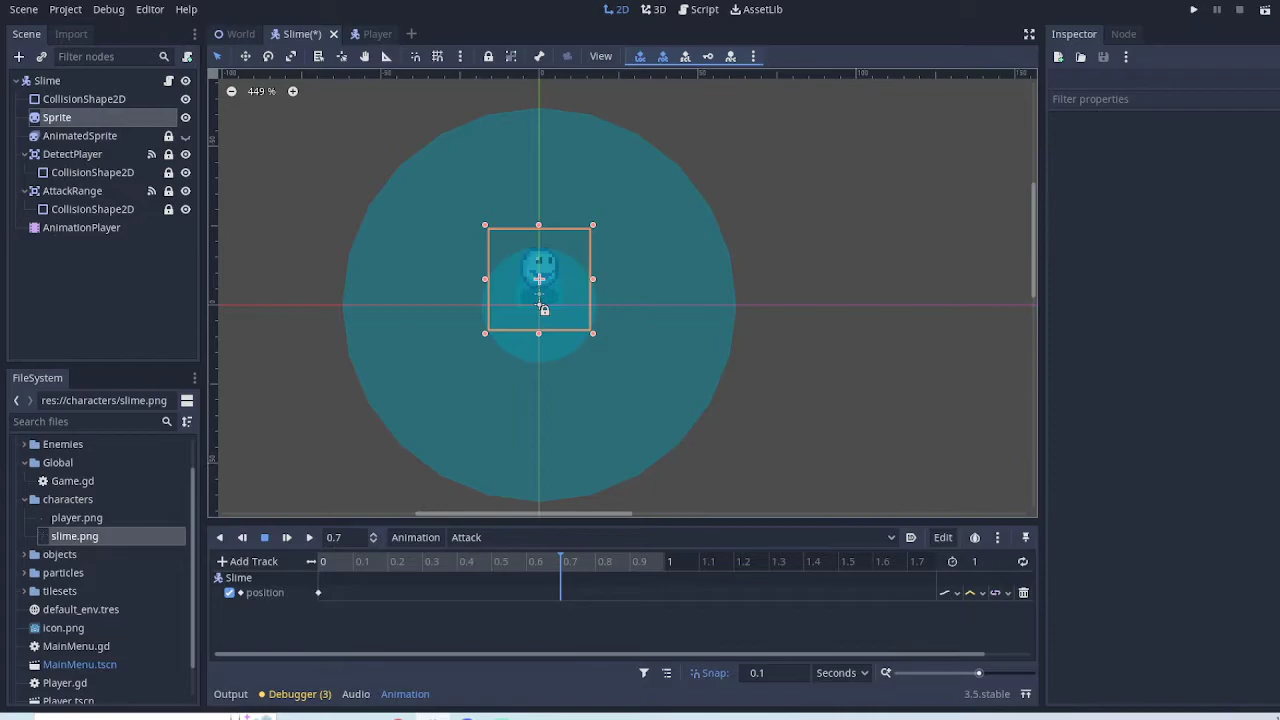 Scene Project Debug Editor Help 2D 3D Script AssetLib
Scene Import World Slime(*) Player Inspector Node
Filter nodes View
-100 -50 0 50 100 150
Slime 449 % Filter properties
CollisionShape2D
Sprite
AnimatedSprite
DetectPlayer
CollisionShape2D
AttackRange
CollisionShape2D
AnimationPlayer
FileSystem
res://characters/slime.png
Search files
Enemies
Global
Game.gd
characters
player.png
slime.png
objects
particles
tilesets
default_env.tres
icon.png
MainMenu.gd
MainMenu.tscn
Player.gd
Player.tscn
0.7 Animation Attack Edit
Add Track 0 0.1 0.2 0.3 0.4 0.5 0.6 0.7 0.8 0.9 1 1.1 1.2 1.3 1.4 1.5 1.6 1.7 1
Slime
position
Snap: 0.1 Seconds
Output Debugger (3) Audio Animation 3.5.stable